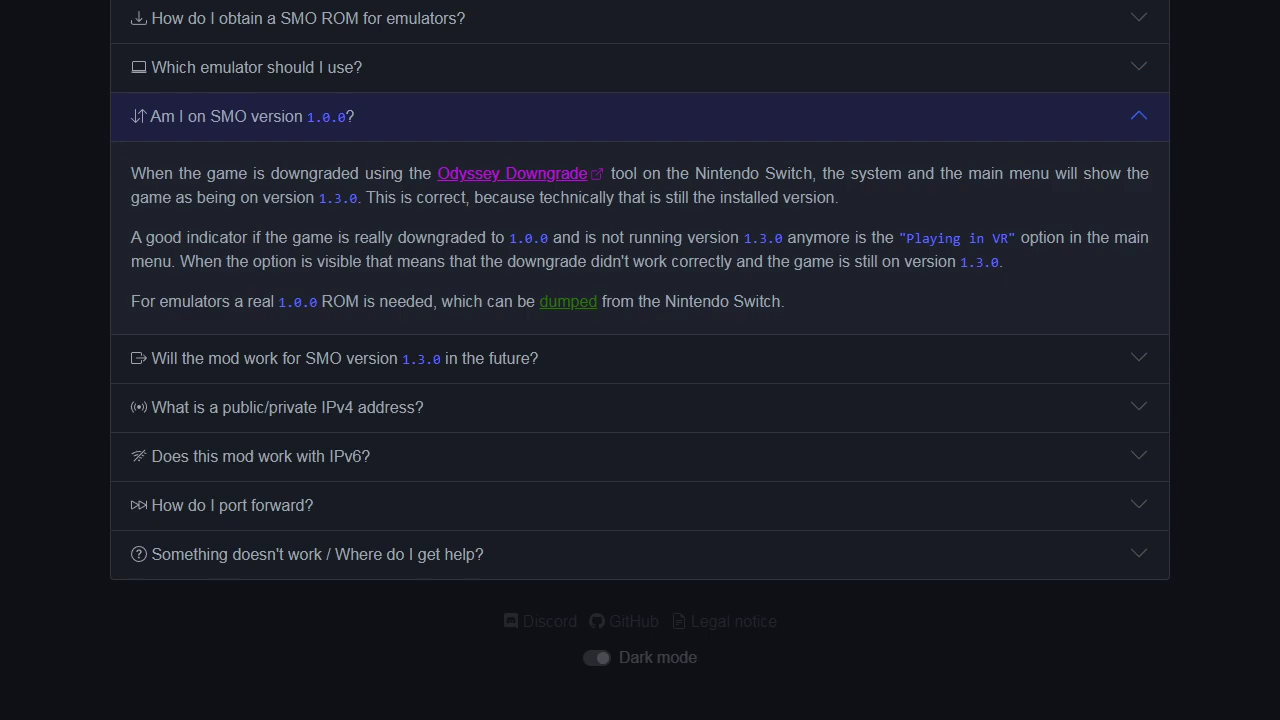 How do I obtain a SMO ROM for emulators?
Which emulator should I use?
Am I on SMO version 1.0.0?
When the game is downgraded using the Odyssey Downgrade tool on the Nintendo Switch, the system and the main menu will show the
game as being on version 1.3.0. This is correct, because technically that is still the installed version.
A good indicator if the game is really downgraded to 1.0.0 and is not running version 1.3.0 anymore is the "Playing in VR" option in the main
menu. When the option is visible that means that the downgrade didn't work correctly and the game is still on version 1.3.0.
For emulators a real 1.0.0 ROM is needed, which can be dumped from the Nintendo Switch.
Will the mod work for SMO version 1.3.0 in the future?
What is a public/private IPv4 address?
Does this mod work with IPv6?
How do I port forward?
Something doesn't work / Where do I get help?
Discord GitHub Legal notice
Dark mode